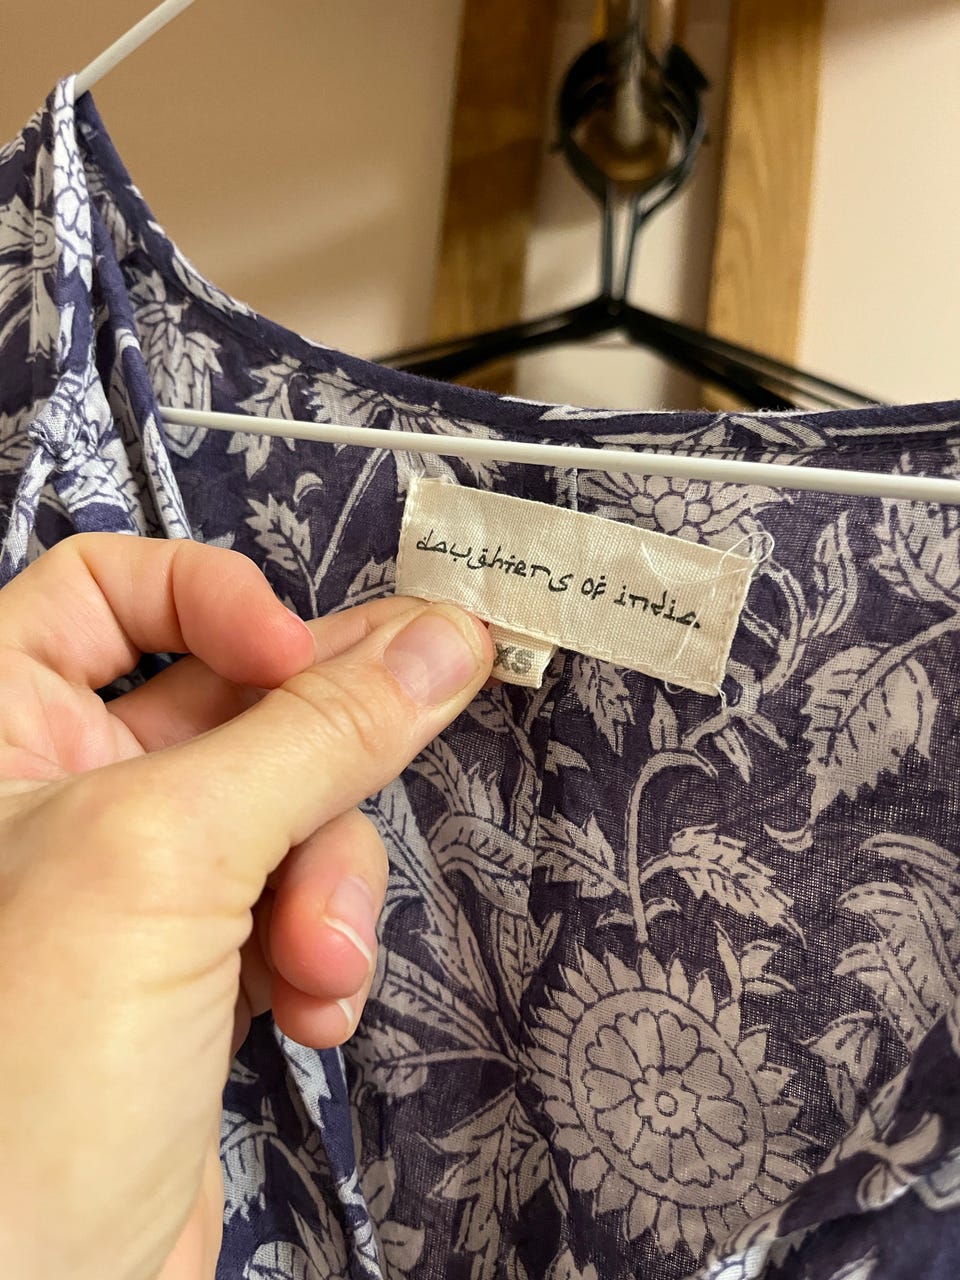 daughters of india.
XS